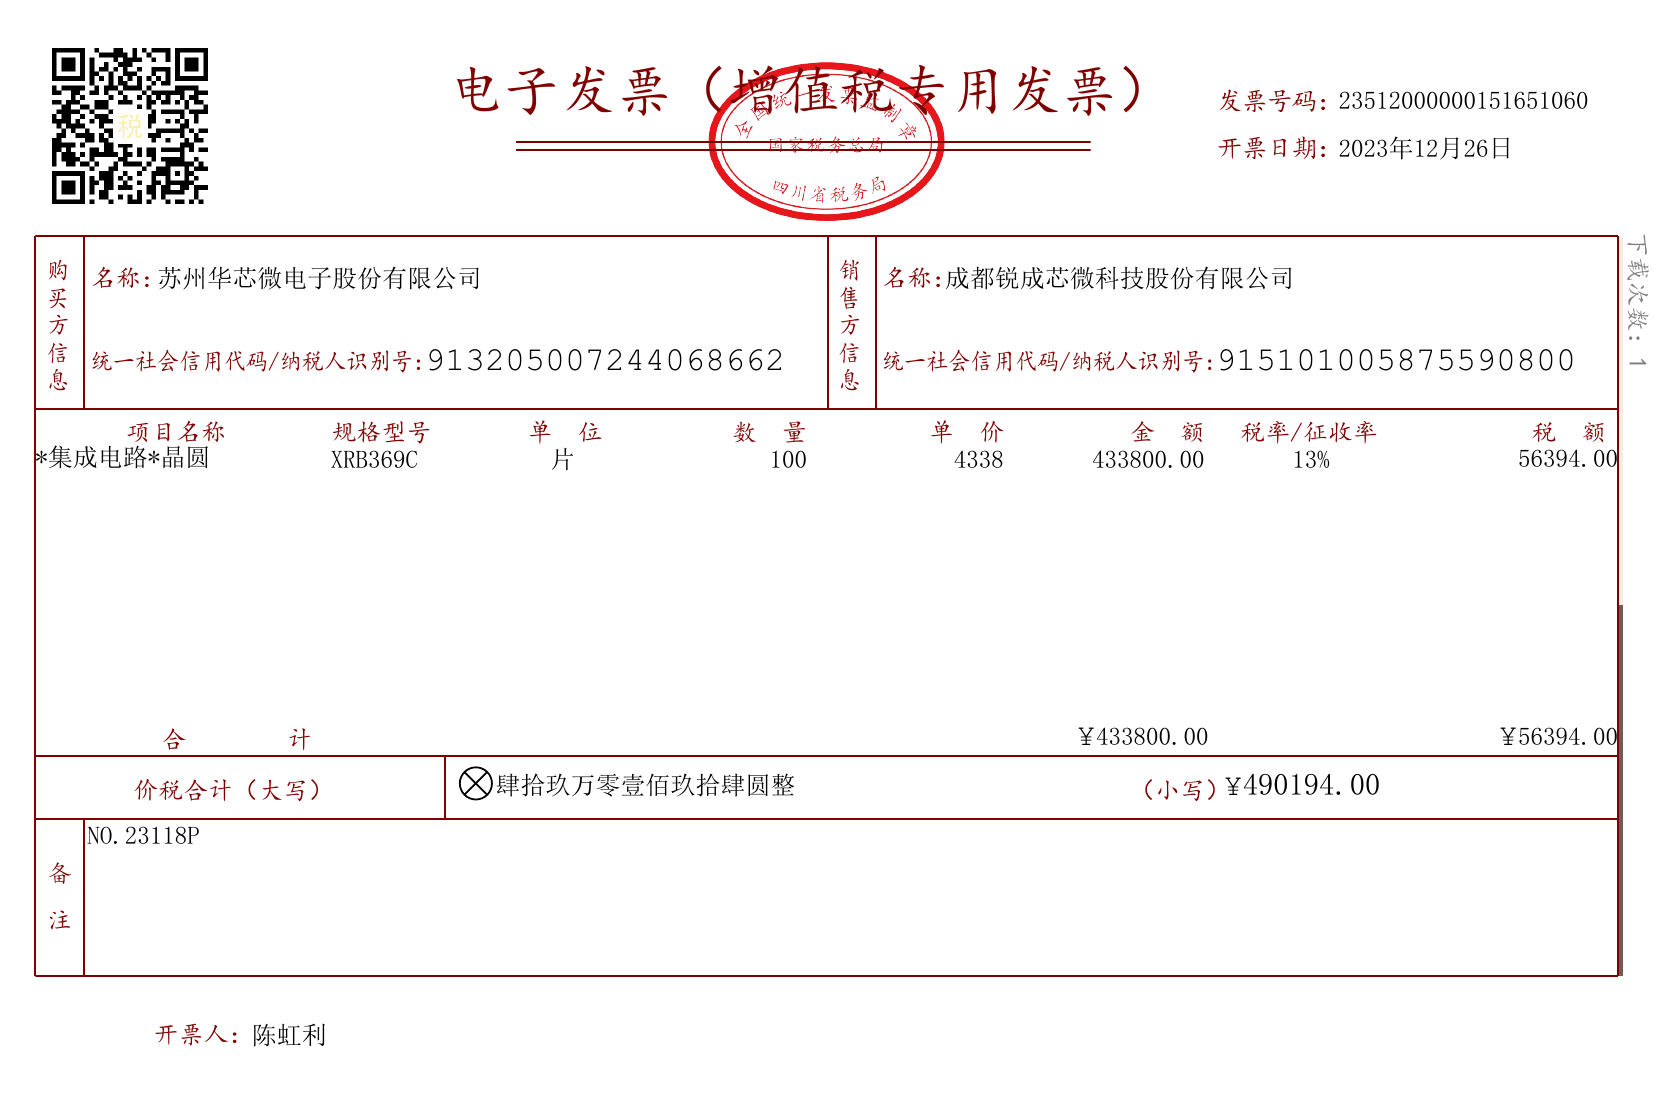 税
电子发票（增值税专用发票）
全国统一发票监制章
国家税务总局
四川省税务局
发票号码：23512000000151651060
开票日期：2023年12月26日
购买方信息
名称：苏州华芯微电子股份有限公司
统一社会信用代码/纳税人识别号：913205007244068662
销售方信息
名称：成都锐成芯微科技股份有限公司
统一社会信用代码/纳税人识别号：915101005875590800
下载次数：1
项目名称 规格型号 单 位 数 量 单 价 金 额 税率/征收率 税 额
*集成电路*晶圆 XRB369C 片 100 4338 433800.00 13% 56394.00
合 计 ¥433800.00 ¥56394.00
价税合计（大写） 肆拾玖万零壹佰玖拾肆圆整 （小写）¥490194.00
备注
NO.23118P
开票人：陈虹利